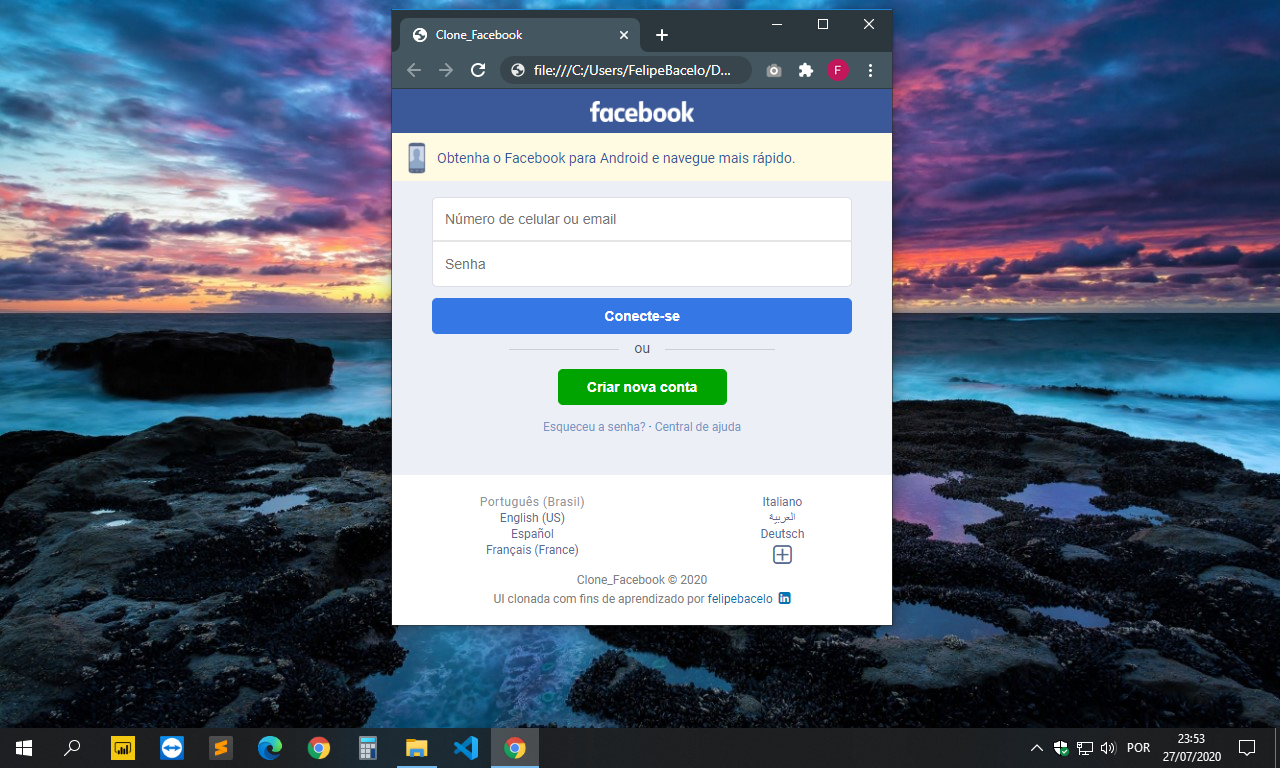 Clone_Facebook
file:///C:/Users/FelipeBacelo/D...
F
facebook
Obtenha o Facebook para Android e navegue mais rápido.
Número de celular ou email
Senha
Conecte-se
ou
Criar nova conta
Esqueceu a senha? · Central de ajuda
Português (Brasil)
English (US)
Español
Français (France)
Italiano
العربية
Deutsch
Clone_Facebook © 2020
UI clonada com fins de aprendizado por felipebacelo in
POR
23:53
27/07/2020